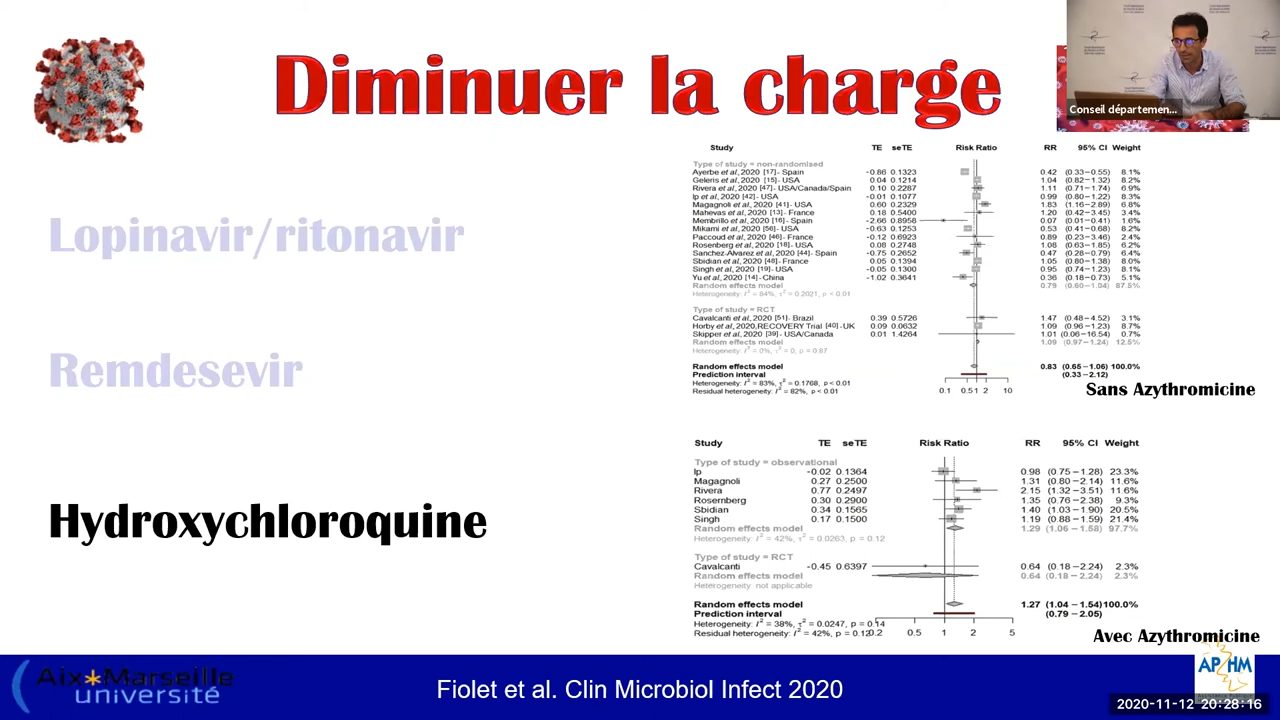 Diminuer la charge
Conseil départemen...
Lopinavir/ritonavir
Remdesevir
Hydroxychloroquine
Study TE seTE Risk Ratio RR 95% CI Weight
Type of study = non-randomised
Ayerbe et al, 2020 [17] - Spain -0.86 0.1323 0.42 (0.33-0.55) 8.1%
Geleris et al, 2020 [15] - USA 0.04 0.1214 1.04 (0.82-1.32) 8.2%
Rivera et al, 2020 [47] - USA/Canada/Spain 0.10 0.2287 1.11 (0.71-1.74) 6.9%
Ip et al, 2020 [42] - USA -0.01 0.1077 0.99 (0.80-1.22) 8.3%
Magagnoli et al, 2020 [41] - USA 0.60 0.2329 1.83 (1.16-2.89) 6.8%
Mahevas et al, 2020 [13] - France 0.18 0.5400 1.20 (0.42-3.45) 3.4%
Membrillo et al, 2020 [16] - Spain -2.66 0.8958 0.07 (0.01-0.41) 1.6%
Mikami et al, 2020 [56] - USA -0.63 0.1253 0.53 (0.41-0.68) 8.2%
Paccoud et al, 2020 [46] - France -0.12 0.6923 0.89 (0.23-3.46) 2.4%
Rosenberg et al, 2020 [18] - USA 0.08 0.2748 1.08 (0.63-1.85) 6.2%
Sanchez-Alvarez et al, 2020 [44] - Spain -0.75 0.2652 0.47 (0.28-0.79) 6.4%
Sbidian et al, 2020 [48] - France 0.05 0.1394 1.05 (0.80-1.38) 8.0%
Singh et al, 2020 [19] - USA -0.05 0.1300 0.95 (0.74-1.23) 8.1%
Yu et al, 2020 [14] - China -1.02 0.3641 0.36 (0.18-0.73) 5.1%
Random effects model 0.79 (0.60-1.04) 87.5%
Heterogeneity: I² = 84%, τ² = 0.2021, p < 0.01
Type of study = RCT
Cavalcanti et al, 2020 [51] - Brazil 0.39 0.5726 1.47 (0.48-4.52) 3.1%
Horby et al, 2020,RECOVERY Trial [40] - UK 0.09 0.0632 1.09 (0.96-1.23) 8.7%
Skipper et al, 2020 [39] - USA/Canada 0.01 1.4264 1.01 (0.06-16.54) 0.7%
Random effects model 1.09 (0.97-1.24) 12.5%
Heterogeneity: I² = 0%, τ² = 0, p = 0.87
Random effects model 0.83 (0.65-1.06) 100.0%
Prediction interval (0.33-2.12)
Heterogeneity: I² = 83%, τ² = 0.1768, p < 0.01
Residual heterogeneity: I² = 82%, p < 0.01
0.1 0.5 1 2 10
Sans Azythromicine
Study TE seTE Risk Ratio RR 95% CI Weight
Type of study = observational
Ip -0.02 0.1364 0.98 (0.75-1.28) 23.3%
Magagnoli 0.27 0.2500 1.31 (0.80-2.14) 11.6%
Rivera 0.77 0.2497 2.15 (1.32-3.51) 11.6%
Rosernberg 0.30 0.2900 1.35 (0.76-2.38) 9.3%
Sbidian 0.34 0.1565 1.40 (1.03-1.90) 20.5%
Singh 0.17 0.1500 1.19 (0.88-1.59) 21.4%
Random effects model 1.29 (1.06-1.58) 97.7%
Heterogeneity: I² = 42%, τ² = 0.0263, p = 0.12
Type of study = RCT
Cavalcanti -0.45 0.6397 0.64 (0.18-2.24) 2.3%
Random effects model 0.64 (0.18-2.24) 2.3%
Heterogeneity: not applicable
Random effects model 1.27 (1.04-1.54)100.0%
Prediction interval (0.79-2.05)
Heterogeneity: I² = 38%, τ² = 0.0247, p = 0.14
Residual heterogeneity: I² = 42%, p = 0.12
0.2 0.5 1 2 5
Avec Azythromicine
Aix*Marseille
université
Fiolet et al. Clin Microbiol Infect 2020
AP HM
2020-11-12 20:28:16